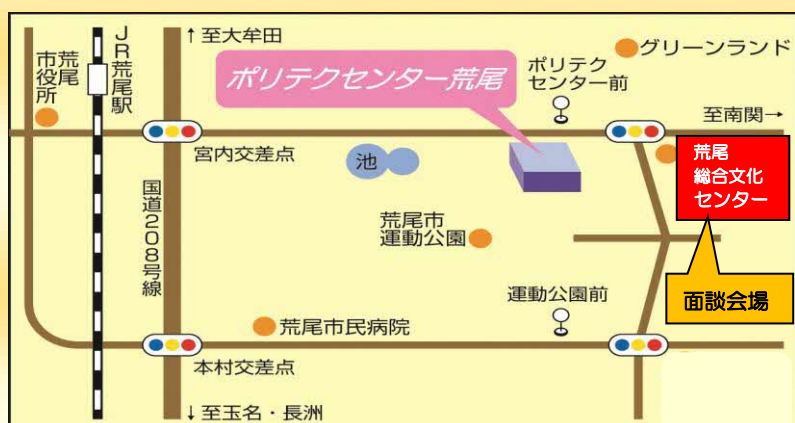 ↑至大牟田
グリーンランド
ポリテク
センター前
ポリテクセンター荒尾
JR荒尾駅
荒尾
市役所
至南関→
宮内交差点
池
荒尾
総合文化
センター
国道208号線
荒尾市
運動公園
面談会場
運動公園前
荒尾市民病院
本村交差点
↓至玉名・長洲